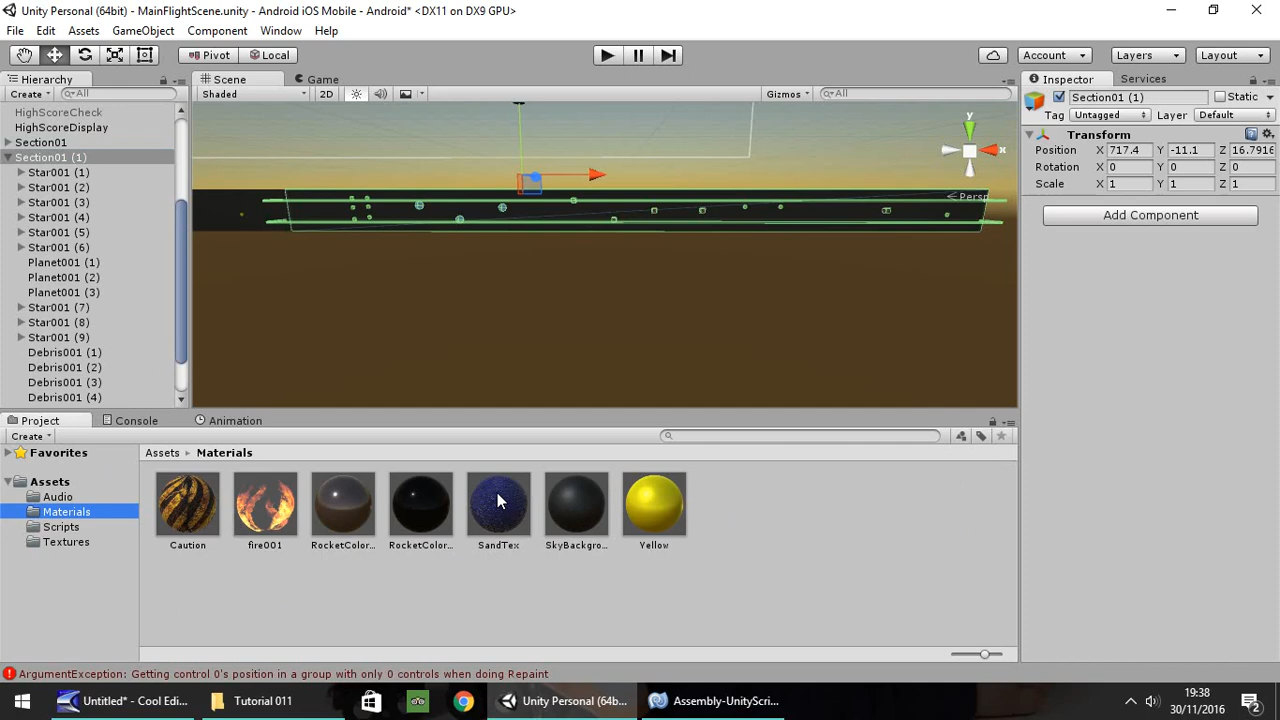 Unity Personal (64bit) - MainFlightScene.unity - Android iOS Mobile - Android* <DX11 on DX9 GPU>
File Edit Assets GameObject Component Window Help
Pivot Local Account Layers Layout
Hierarchy Scene Game Inspector Services
Create All Shaded 2D Gizmos All Section01 (1) Static
HighScoreCheck
HighScoreDisplay
Tag Untagged Layer Default
Section01
Transform
Section01 (1)
Position X 717.4 Y -11.1 Z 16.7916
Star001 (1)
Rotation X 0 Y 0 Z 0
Star001 (2)
Scale X 1 Y 1 Z 1
Star001 (3)
Add Component
Star001 (4)
Star001 (5)
Star001 (6)
Planet001 (1)
Planet001 (2)
Planet001 (3)
Star001 (7)
Star001 (8)
Star001 (9)
Debris001 (1)
Debris001 (2)
Debris001 (3)
Debris001 (4)
y
x
Persp
Project Console Animation
Create
Favorites Assets Materials
Assets
Audio
Materials
Scripts
Textures
Caution fire001 RocketColor... RocketColor... SandTex SkyBackgro... Yellow
ArgumentException: Getting control 0's position in a group with only 0 controls when doing Repaint
Untitled* - Cool Edi... Tutorial 011 Unity Personal (64b... Assembly-UnityScri...
19:38
30/11/2016
2